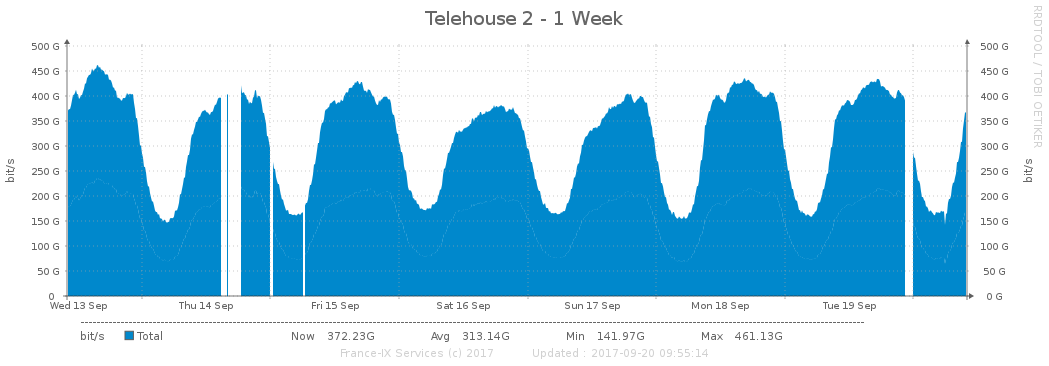 Telehouse 2 - 1 Week
RRDTOOL / TOBI OETIKER
500 G 500 G
450 G 450 G
400 G 400 G
350 G 350 G
300 G 300 G
250 G 250 G
200 G 200 G
150 G 150 G
100 G 100 G
50 G 50 G
0 0 G
bit/s bit/s
Wed 13 Sep Thu 14 Sep Fri 15 Sep Sat 16 Sep Sun 17 Sep Mon 18 Sep Tue 19 Sep
bit/s Total Now 372.23G Avg 313.14G Min 141.97G Max 461.13G
France-IX Services (c) 2017 Updated : 2017-09-20 09:55:14